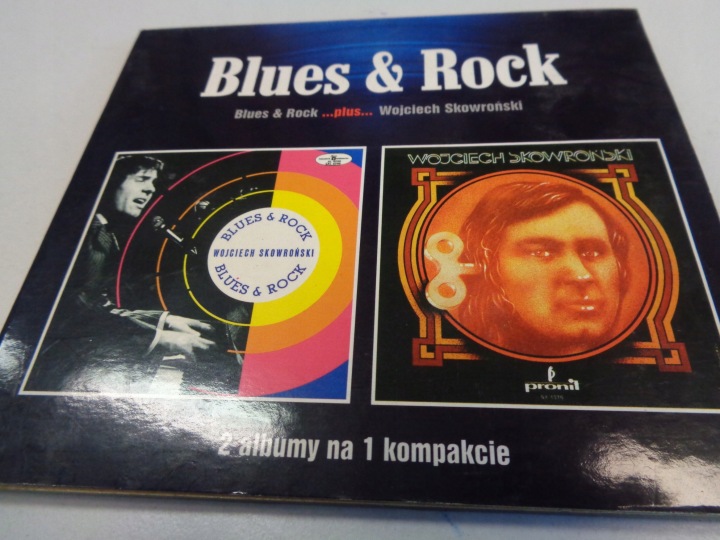 Blues & Rock
Blues & Rock ...plus... Wojciech Skowroński
BLUES & ROCK
WOJCIECH SKOWROŃSKI
BLUES & ROCK
WOJCIECH SKOWROŃSKI
pronit
2 albumy na 1 kompakcie